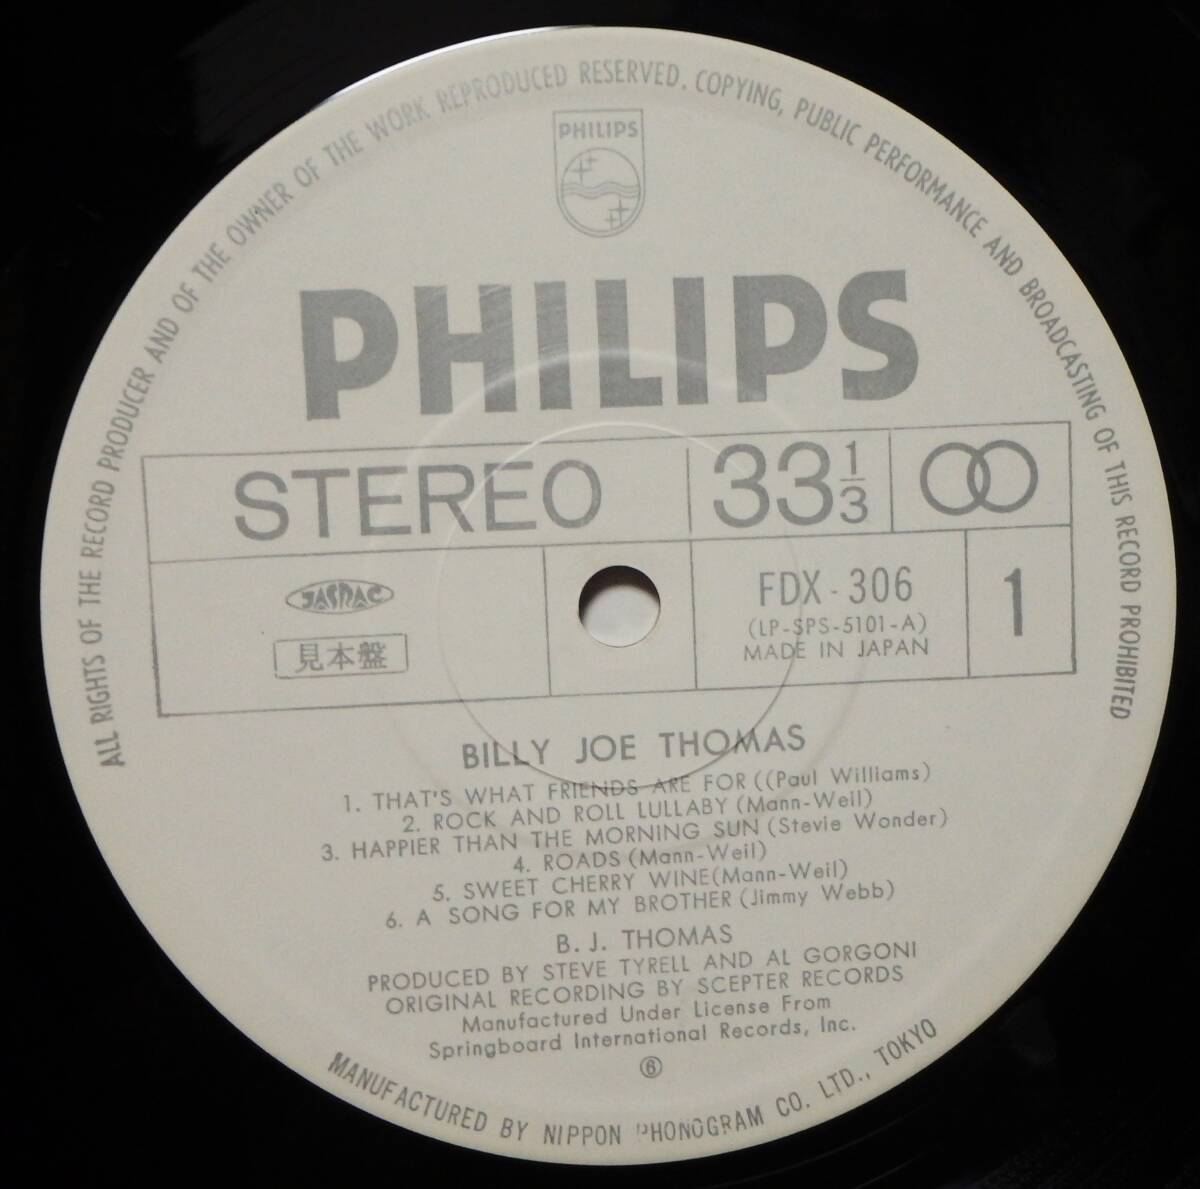 ALL RIGHTS OF THE RECORD PRODUCER AND OF THE OWNER OF THE WORK REPRODUCED RESERVED. COPYING, PUBLIC PERFORMANCE AND BROADCASTING OF THIS RECORD PROHIBITED
PHILIPS
PHILIPS
STEREO 33 1/3
JASRAC
見本盤
FDX - 306
(LP-SPS-5101-A)
MADE IN JAPAN
1
BILLY JOE THOMAS
1. THAT'S WHAT FRIENDS ARE FOR ((Paul Williams)
2. ROCK AND ROLL LULLABY (Mann-Weil)
3. HAPPIER THAN THE MORNING SUN (Stevie Wonder)
4. ROADS (Mann-Weil)
5. SWEET CHERRY WINE(Mann-Weil)
6. A SONG FOR MY BROTHER (Jimmy Webb)
B. J. THOMAS
PRODUCED BY STEVE TYRELL AND AL GORGONI
ORIGINAL RECORDING BY SCEPTER RECORDS
Manufactured Under License From
Springboard International Records, Inc.
⑥
MANUFACTURED BY NIPPON PHONOGRAM CO. LTD., TOKYO